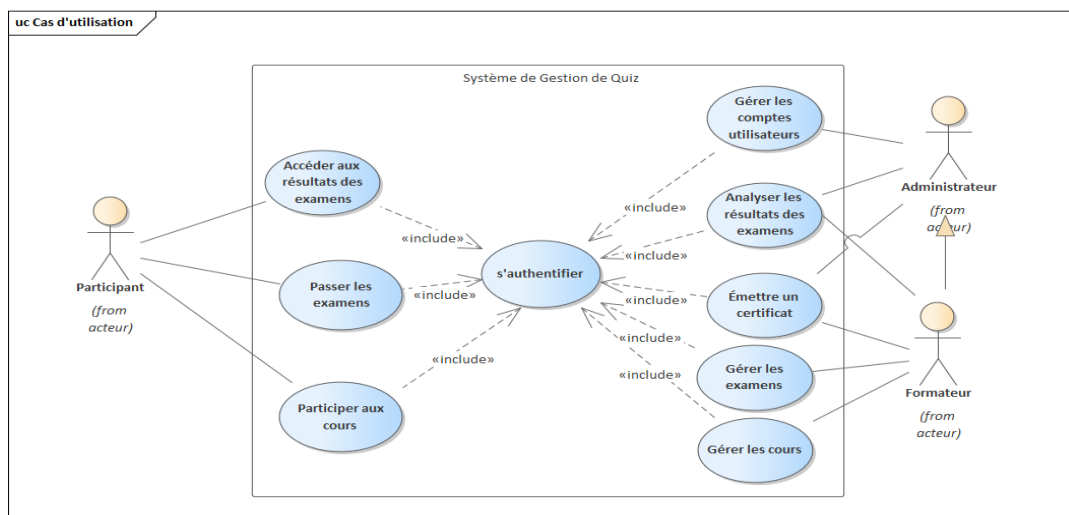 uc Cas d'utilisation
Système de Gestion de Quiz
Gérer les
comptes
utilisateurs
Accéder aux
résultats des
examens
Analyser les
résultats des
examens
Administrateur
(from
acteur)
«include»
«include»
«include»
s'authentifier
Participant
(from
acteur)
Passer les
examens
«include»
«include»
Émettre un
certificat
«include»
«include»
«include»
Gérer les
examens
Formateur
(from
acteur)
Participer aux
cours
Gérer les cours